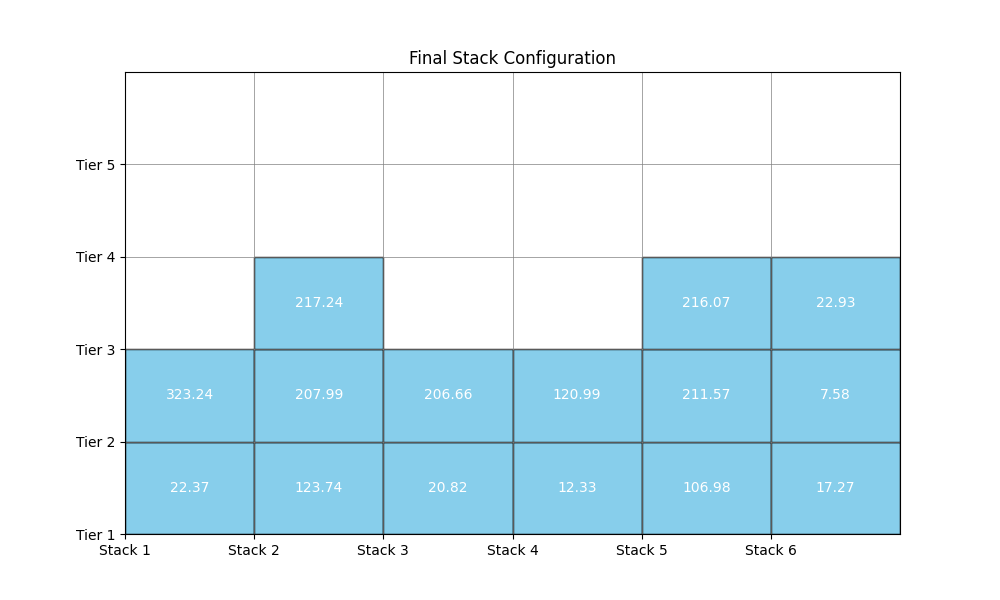 Final Stack Configuration
Tier 5
Tier 4
217.24 216.07 22.93
Tier 3
323.24 207.99 206.66 120.99 211.57 7.58
Tier 2
22.37 123.74 20.82 12.33 106.98 17.27
Tier 1
Stack 1 Stack 2 Stack 3 Stack 4 Stack 5 Stack 6